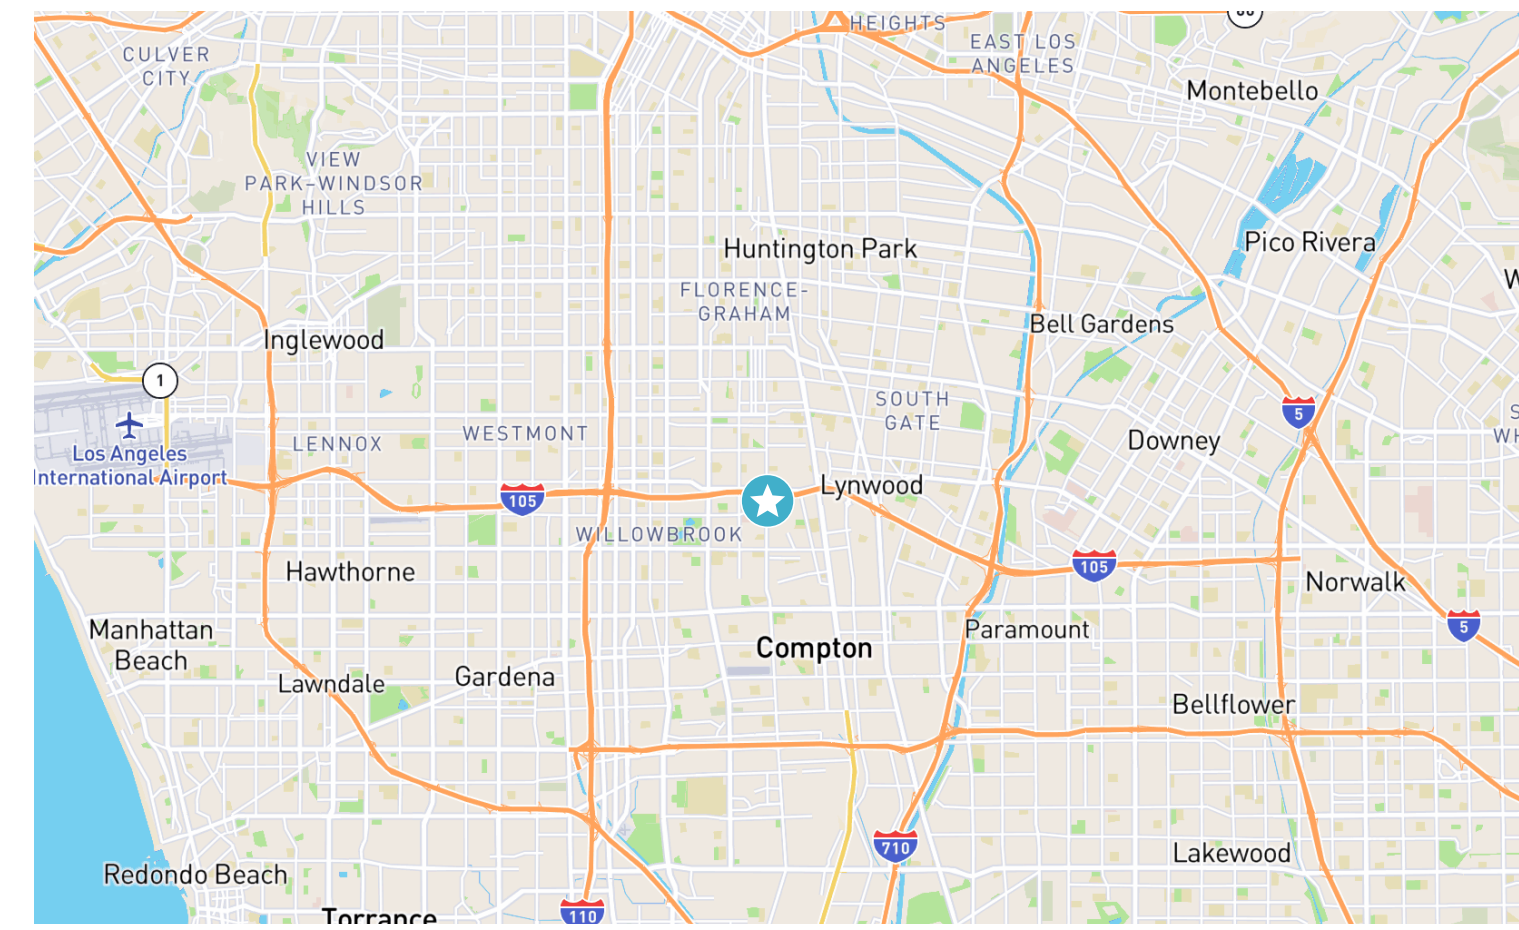 HEIGHTS
CULVER
CITY
EAST LOS
ANGELES
Montebello
VIEW
PARK-WINDSOR
HILLS
Huntington Park
Pico Rivera
FLORENCE-
GRAHAM
Bell Gardens
Inglewood
1
SOUTH
GATE
5
Los Angeles
International Airport
LENNOX
WESTMONT
Downey
105
Lynwood
WILLOWBROOK
Hawthorne
105
Norwalk
Manhattan
Beach
Compton
Paramount
5
Lawndale
Gardena
Bellflower
710
Lakewood
Redondo Beach
Torrance
110